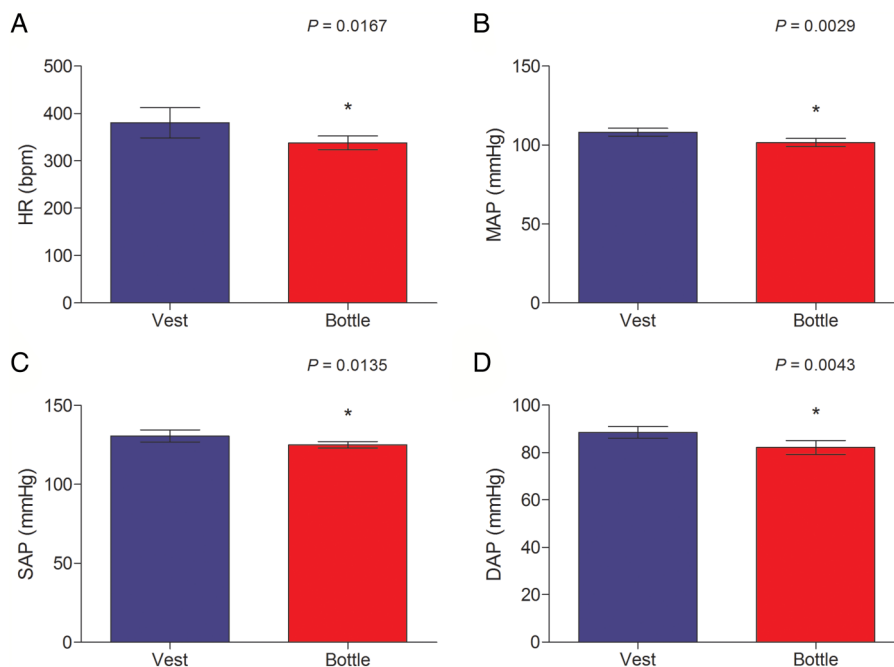 A
P = 0.0167
HR (bpm)
500
400
300
200
100
0
*
Vest
Bottle
B
P = 0.0029
MAP (mmHg)
150
100
50
0
*
Vest
Bottle
C
P = 0.0135
SAP (mmHg)
150
100
50
0
*
Vest
Bottle
D
P = 0.0043
DAP (mmHg)
100
80
60
40
20
0
*
Vest
Bottle